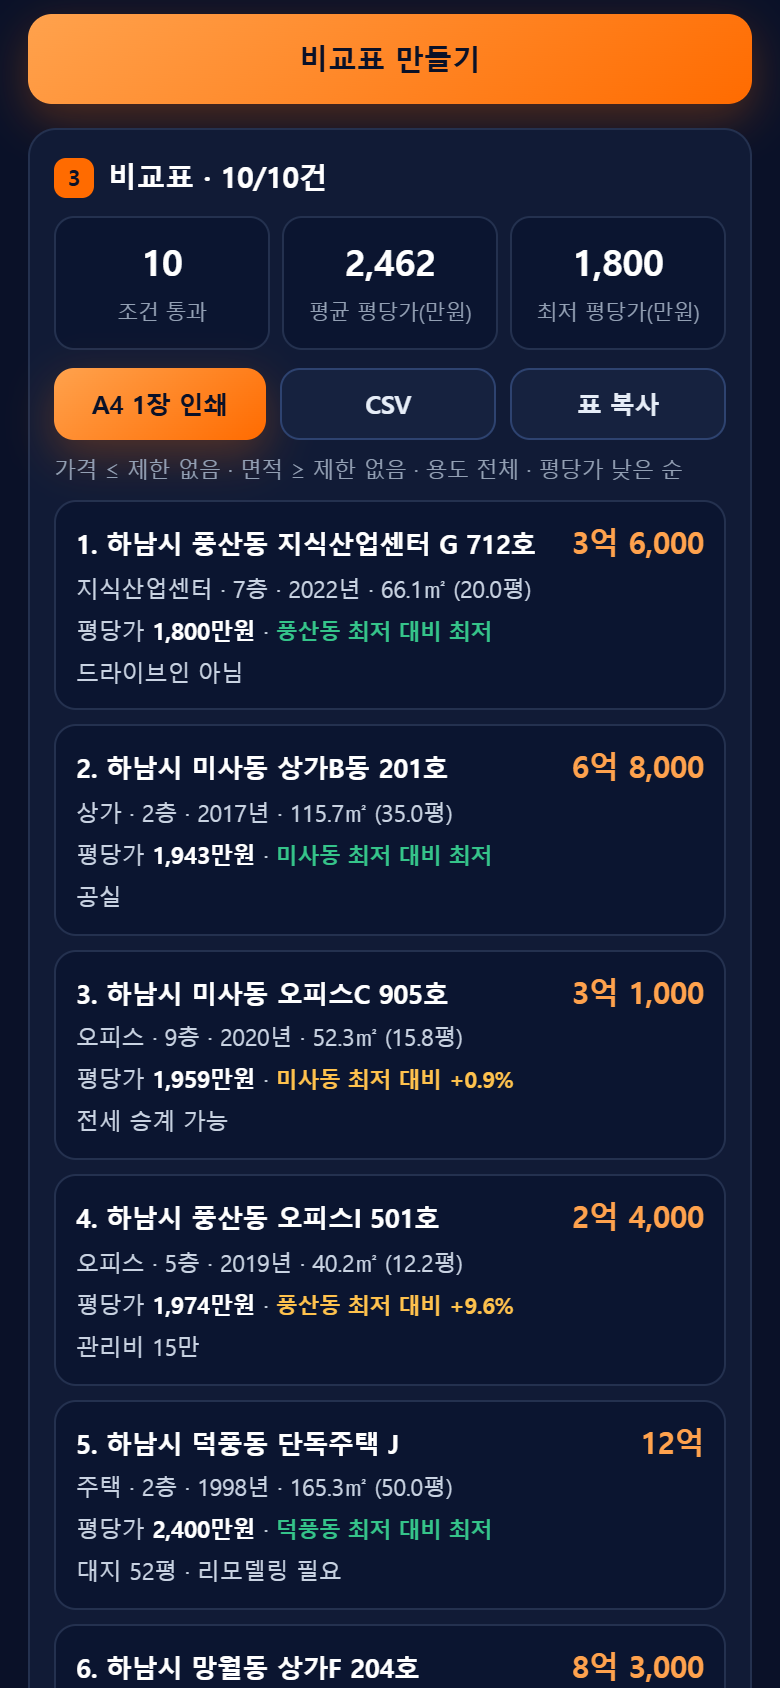 비교표 만들기
3 비교표 · 10/10건
10
조건 통과
2,462
평균 평당가(만원)
1,800
최저 평당가(만원)
A4 1장 인쇄
CSV
표 복사
가격 ≤ 제한 없음 · 면적 ≥ 제한 없음 · 용도 전체 · 평당가 낮은 순
1. 하남시 풍산동 지식산업센터 G 712호 3억 6,000
지식산업센터 · 7층 · 2022년 · 66.1㎡ (20.0평)
평당가 1,800만원 · 풍산동 최저 대비 최저
드라이브인 아님
2. 하남시 미사동 상가B동 201호 6억 8,000
상가 · 2층 · 2017년 · 115.7㎡ (35.0평)
평당가 1,943만원 · 미사동 최저 대비 최저
공실
3. 하남시 미사동 오피스C 905호 3억 1,000
오피스 · 9층 · 2020년 · 52.3㎡ (15.8평)
평당가 1,959만원 · 미사동 최저 대비 +0.9%
전세 승계 가능
4. 하남시 풍산동 오피스I 501호 2억 4,000
오피스 · 5층 · 2019년 · 40.2㎡ (12.2평)
평당가 1,974만원 · 풍산동 최저 대비 +9.6%
관리비 15만
5. 하남시 덕풍동 단독주택 J 12억
주택 · 2층 · 1998년 · 165.3㎡ (50.0평)
평당가 2,400만원 · 덕풍동 최저 대비 최저
대지 52평 · 리모델링 필요
6. 하남시 망월동 상가F 204호 8억 3,000